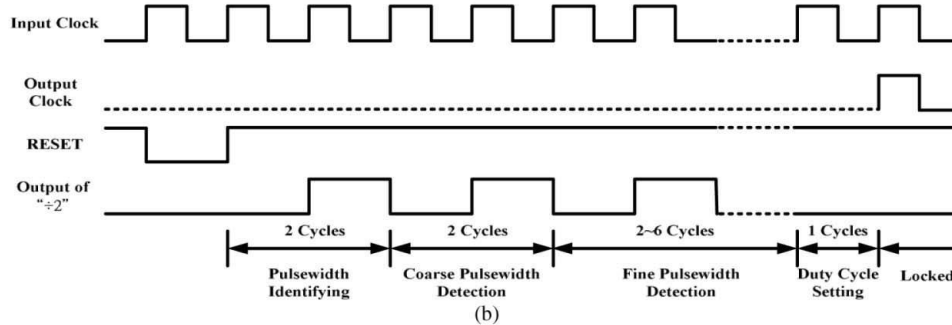 Input Clock
Output
Clock
RESET
Output of
“÷2”
2 Cycles
2 Cycles
2~6 Cycles
1 Cycles
Pulsewidth
Identifying
Coarse Pulsewidth
Detection
Fine Pulsewidth
Detection
Duty Cycle
Setting
Locked
(b)